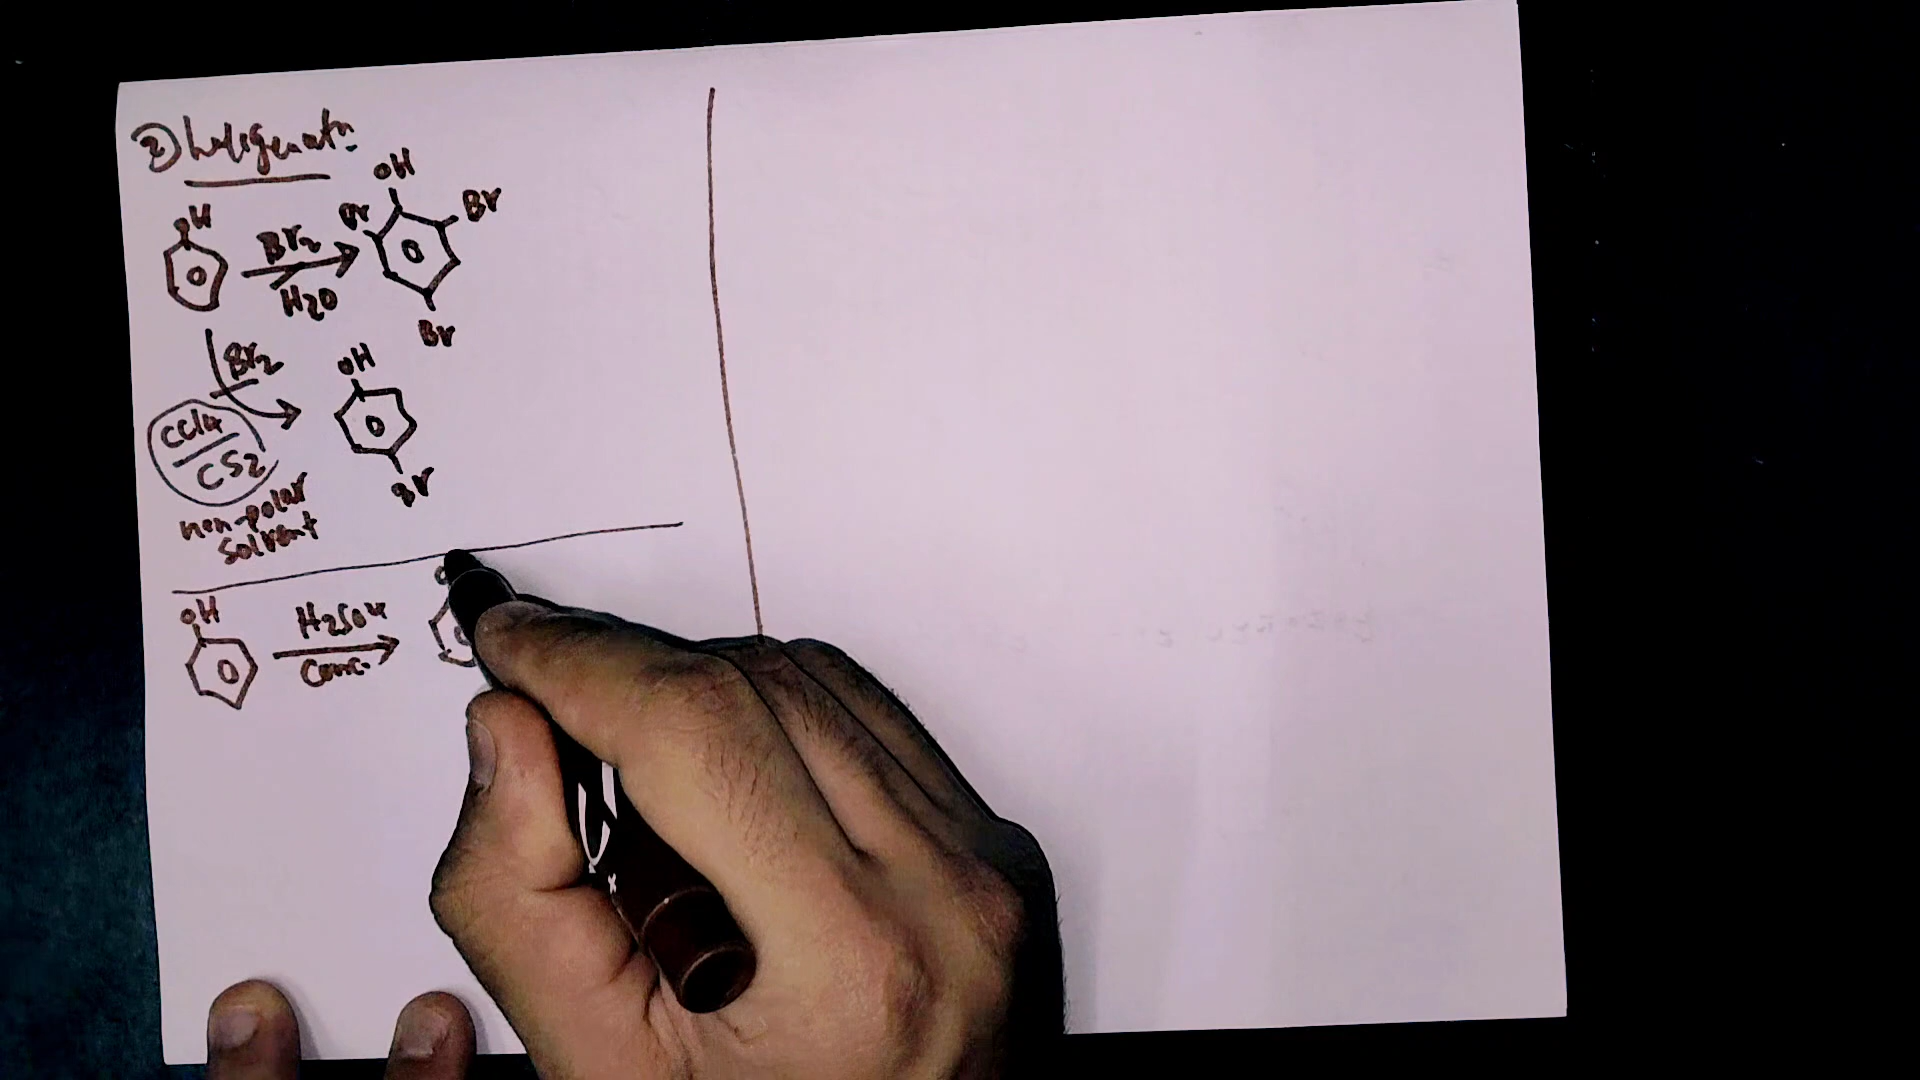 ② halogenatn
OH
OH Br Br
Br2
H2O
Br
Br2 OH
CCl4
CS2
Br
non-polar
solvent
OH H2SO4
Conc.